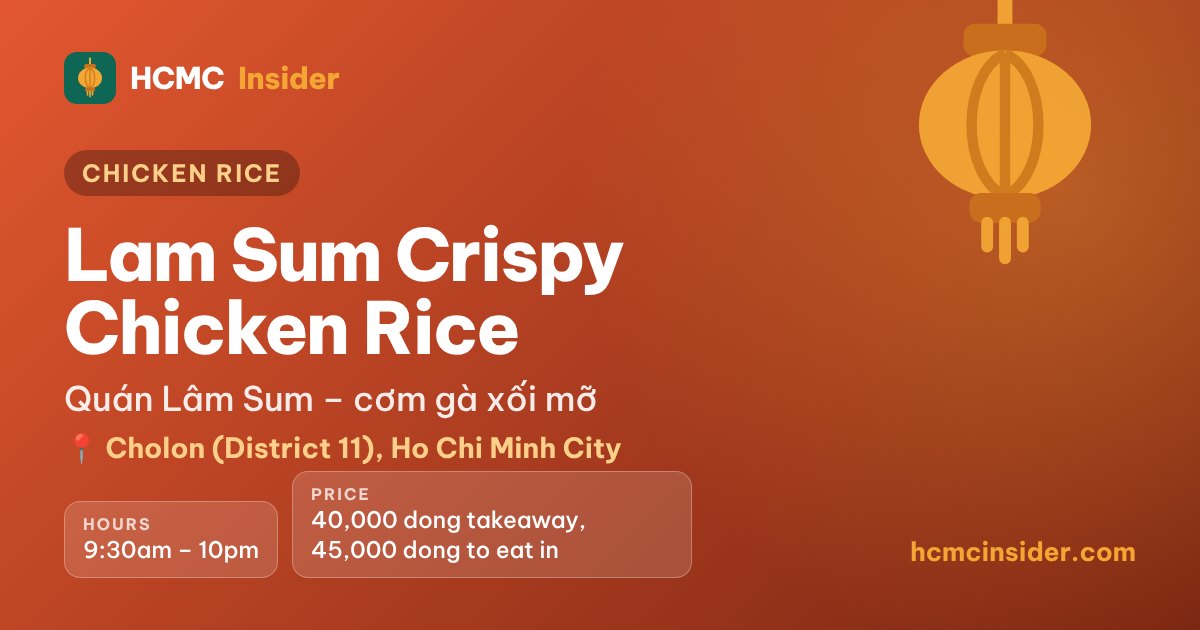 HCMC Insider
CHICKEN RICE
Lam Sum Crispy
Chicken Rice
Quán Lâm Sum – cơm gà xối mỡ
Cholon (District 11), Ho Chi Minh City
HOURS
9:30am – 10pm
PRICE
40,000 dong takeaway,
45,000 dong to eat in
hcmcinsider.com